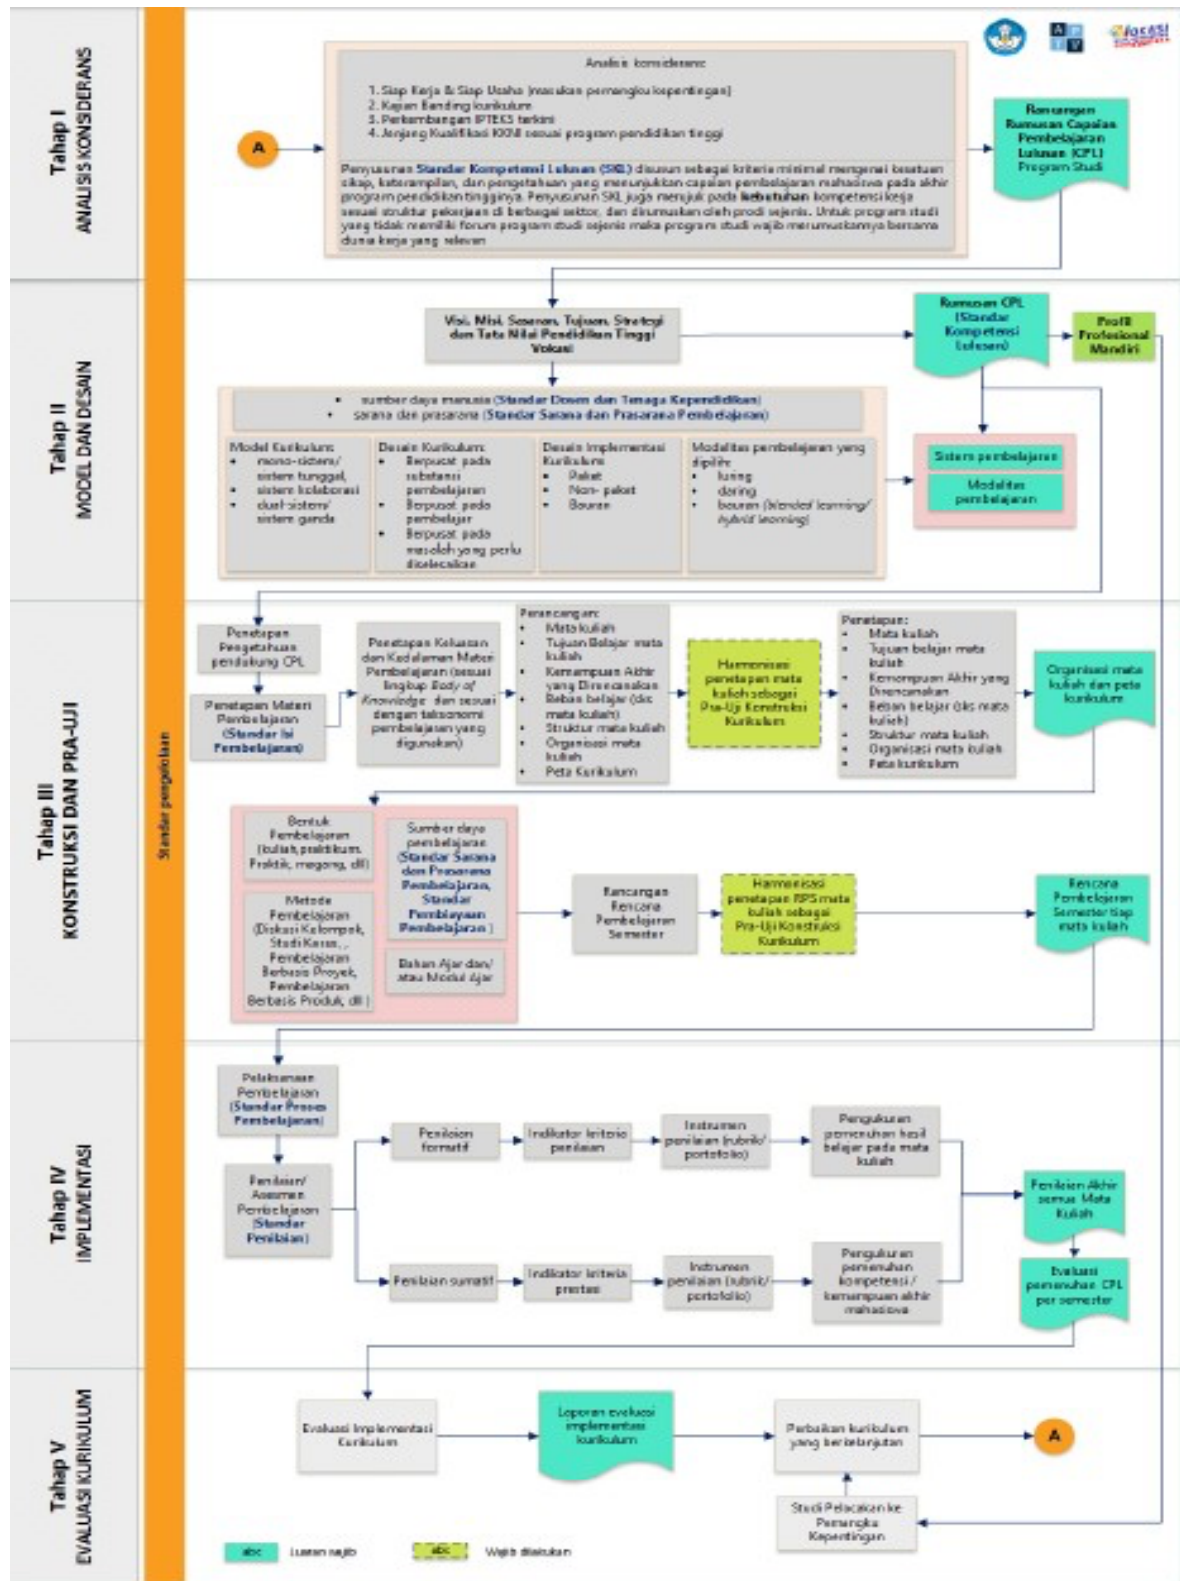 Tahap I
ANALISIS KONSIDERANS
Analisis konsiderans
1. Siap Kerja & Siap Usaha (masukan pemangku kepentingan)
2. Kajian Banding kurikulum
3. Perkembangan IPTEKS terkini
4. Jenjang Kualifikasi KKNI sesuai program pendidikan tinggi
A
Penyusunan Standar Kompetensi Lulusan (SKL) disusun sebagai kriteria minimal mengenai kesatuan
sikap, keterampilan, dan pengetahuan yang menunjukkan capaian pembelajaran mahasiswa pada akhir
program pendidikan tingginya. Penyusunan SKL juga merujuk pada kebutuhan kompetensi kerja
sesuai struktur pekerjaan di berbagai sektor, dan dirumuskan oleh prodi sejenis. Untuk program studi
yang tidak memiliki forum program studi sejenis maka program studi wajib merumuskannya bersama
dunia kerja yang relevan
Rancangan
Rumusan Capaian
Pembelajaran
Lulusan (CPL)
Program Studi
Tahap II
MODEL DAN DESAIN
Visi, Misi, Sasaran, Tujuan, Strategi
dan Tata Nilai Pendidikan Tinggi
Vokasi
Rumusan CPL
(Standar
Kompetensi
Lulusan)
Profil
Profesional
Mandiri
• sumber daya manusia (Standar Dosen dan Tenaga Kependidikan)
• sarana dan prasarana (Standar Sarana dan Prasarana Pembelajaran)
Model Kurikulum:
• mono-sistem/
sistem tunggal,
• sistem kolaborasi
• dual-sistem/
sistem ganda
Desain Kurikulum:
• Berpusat pada
substansi
pembelajaran
• Berpusat pada
pembelajar
• Berpusat pada
masalah yang perlu
diselesaikan
Desain Implementasi
Kurikulum:
• Paket
• Non- paket
• Bauran
Modalitas pembelajaran yang
dipilih:
• luring
• daring
• bauran (blended learning/
hybrid learning)
Sistem pembelajaran
Modalitas
pembelajaran
Standar pengelolaan
Tahap III
KONSTRUKSI DAN PRA-UJI
Penetapan
Pengetahuan
pendukung CPL
Penetapan Materi
Pembelajaran
(Standar Isi
Pembelajaran)
Penetapan Keluasan
dan Kedalaman Materi
Pembelajaran (sesuai
lingkup Body of
Knowledge dan sesuai
dengan taksonomi
pembelajaran yang
digunakan)
Perancangan:
• Mata kuliah
• Tujuan Belajar mata
kuliah
• Kemampuan Akhir
yang Direncanakan
• Beban belajar (sks
mata kuliah)
• Struktur mata kuliah
• Organisasi mata
kuliah
• Peta Kurikulum
Harmonisasi
penetapan mata
kuliah sebagai
Pra-Uji Konstruksi
Kurikulum
Penetapan:
• Mata kuliah
• Tujuan belajar mata
kuliah
• Kemampuan Akhir yang
Direncanakan
• Beban belajar (sks mata
kuliah)
• Struktur mata kuliah
• Organisasi mata kuliah
• Peta kurikulum
Organisasi mata
kuliah dan peta
kurikulum
Bentuk
Pembelajaran
(kuliah, praktikum,
Praktik, magang, dll)
Metode
Pembelajaran
(Diskusi Kelompok,
Studi Kasus, ,
Pembelajaran
Berbasis Proyek,
Pembelajaran
Berbasis Produk, dll )
Sumber daya
pembelajaran
(Standar Sarana
dan Prasarana
Pembelajaran,
Standar
Pembiayaan
Pembelajaran )
Bahan Ajar dan/
atau Modul Ajar
Rancangan
Rencana
Pembelajaran
Semester
Harmonisasi
penetapan RPS mata
kuliah sebagai
Pra-Uji Konstruksi
Kurikulum
Rencana
Pembelajaran
Semester tiap
mata kuliah
Tahap IV
IMPLEMENTASI
Pelaksanaan
Pembelajaran
(Standar Proses
Pembelajaran)
Penilaian/
Asesmen
Pembelajaran
(Standar
Penilaian)
Penilaian
formatif
Indikator kriteria
penilaian
Instrumen
penilaian (rubrik/
portofolio)
Pengukuran
pemenuhan hasil
belajar pada mata
kuliah
Penilaian sumatif
Indikator kriteria
prestasi
Instrumen
penilaian (rubrik/
portofolio)
Pengukuran
pemenuhan
kompetensi /
kemampuan akhir
mahasiswa
Penilaian Akhir
semua Mata
Kuliah
Evaluasi
pemenuhan CPL
per semester
Tahap V
EVALUASI KURIKULUM
Evaluasi Implementasi
Kurikulum
Laporan evaluasi
implementasi
kurikulum
Perbaikan kurikulum
yang berkelanjutan
A
Studi Pelacakan ke
Pemangku
Kepentingan
abc Luaran wajib
abc Wajib dilakukan